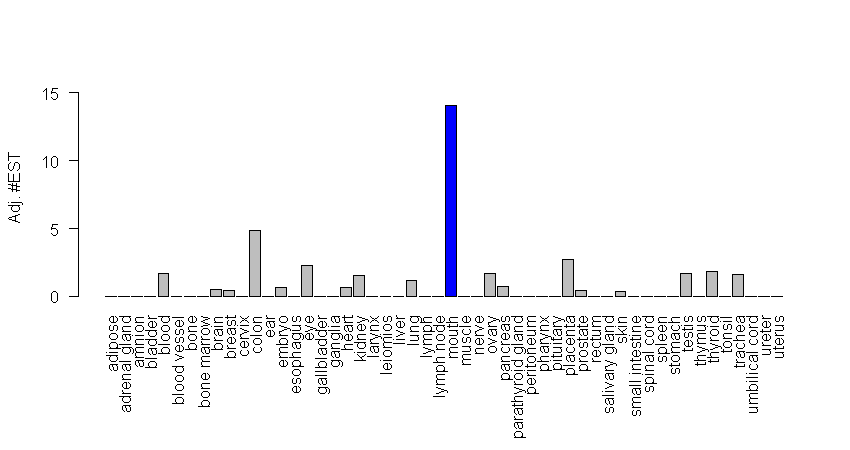 Adj. #EST
15
10
5
0
adipose
adrenal gland
amnion
bladder
blood
blood vessel
bone
bone marrow
brain
breast
cervix
colon
ear
embryo
esophagus
eye
gallbladder
ganglia
heart
kidney
larynx
leiomios
liver
lung
lymph
lymph node
mouth
muscle
nerve
ovary
pancreas
parathyroid gland
peritoneum
pharynx
pituitary
placenta
prostate
rectum
salivary gland
skin
small intestine
spinal cord
spleen
stomach
testis
thymus
thyroid
tonsil
trachea
umbilical cord
ureter
uterus